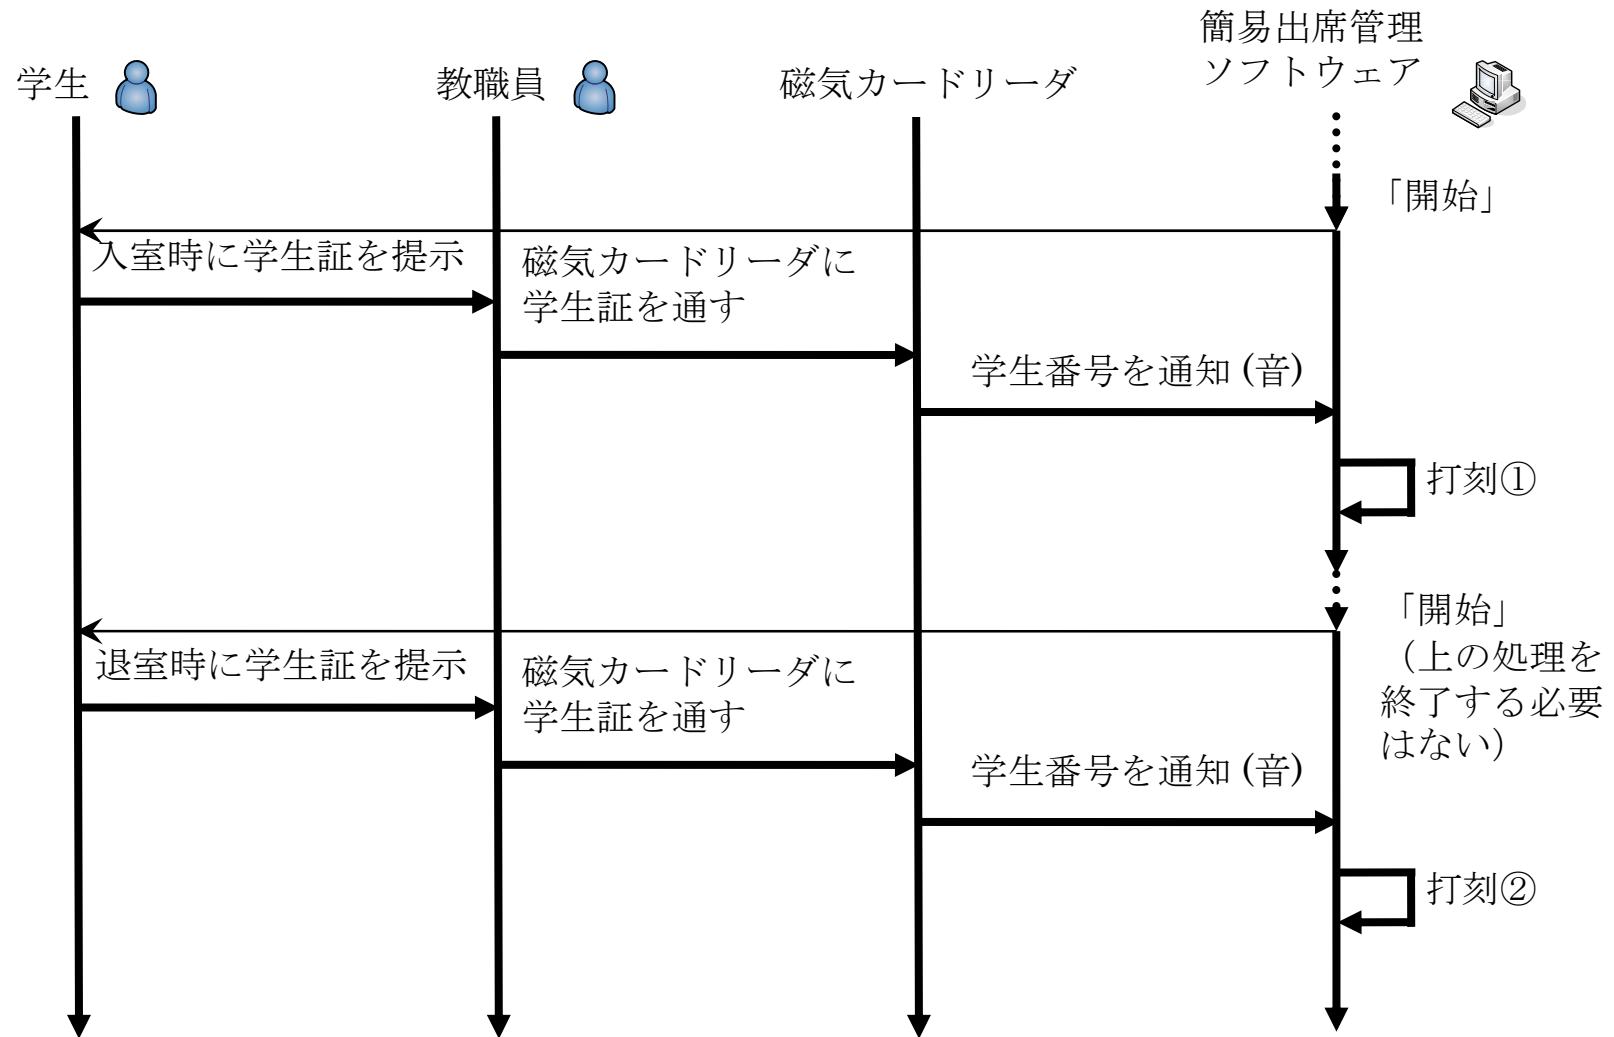 学生
教職員
磁気カードリーダ
簡易出席管理
ソフトウェア
「開始」
入室時に学生証を提示
磁気カードリーダに
学生証を通す
学生番号を通知 (音)
打刻①
「開始」
（上の処理を
終了する必要
はない）
退室時に学生証を提示
磁気カードリーダに
学生証を通す
学生番号を通知 (音)
打刻②